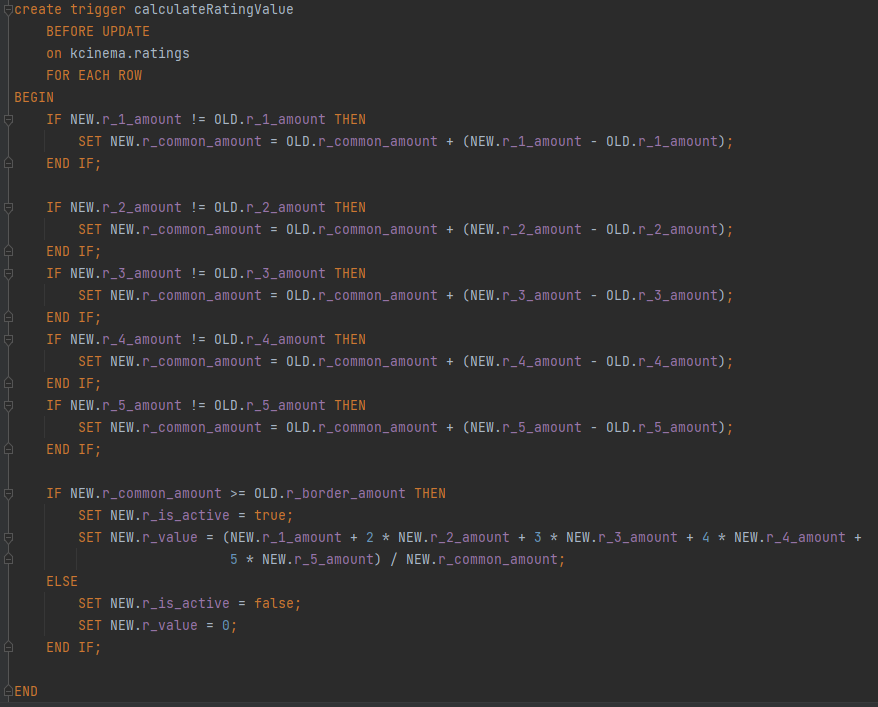 create trigger calculateRatingValue
    BEFORE UPDATE
    on kcinema.ratings
    FOR EACH ROW
BEGIN
    IF NEW.r_1_amount != OLD.r_1_amount THEN
        SET NEW.r_common_amount = OLD.r_common_amount + (NEW.r_1_amount - OLD.r_1_amount);
    END IF;

    IF NEW.r_2_amount != OLD.r_2_amount THEN
        SET NEW.r_common_amount = OLD.r_common_amount + (NEW.r_2_amount - OLD.r_2_amount);
    END IF;
    IF NEW.r_3_amount != OLD.r_3_amount THEN
        SET NEW.r_common_amount = OLD.r_common_amount + (NEW.r_3_amount - OLD.r_3_amount);
    END IF;
    IF NEW.r_4_amount != OLD.r_4_amount THEN
        SET NEW.r_common_amount = OLD.r_common_amount + (NEW.r_4_amount - OLD.r_4_amount);
    END IF;
    IF NEW.r_5_amount != OLD.r_5_amount THEN
        SET NEW.r_common_amount = OLD.r_common_amount + (NEW.r_5_amount - OLD.r_5_amount);
    END IF;

    IF NEW.r_common_amount >= OLD.r_border_amount THEN
        SET NEW.r_is_active = true;
        SET NEW.r_value = (NEW.r_1_amount + 2 * NEW.r_2_amount + 3 * NEW.r_3_amount + 4 * NEW.r_4_amount +
                           5 * NEW.r_5_amount) / NEW.r_common_amount;
    ELSE
        SET NEW.r_is_active = false;
        SET NEW.r_value = 0;
    END IF;

END